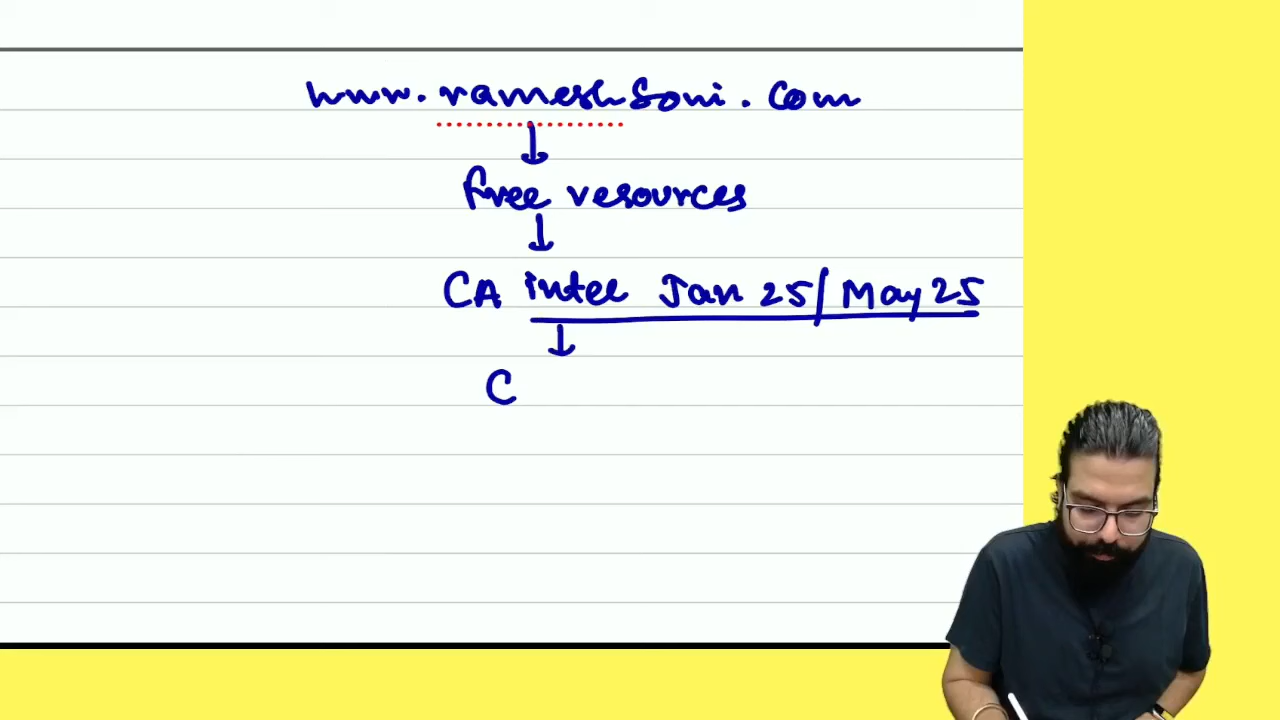 www.rameshsoni.com
↓
free resources
↓
CA inter Jan 25/May 25
↓
C